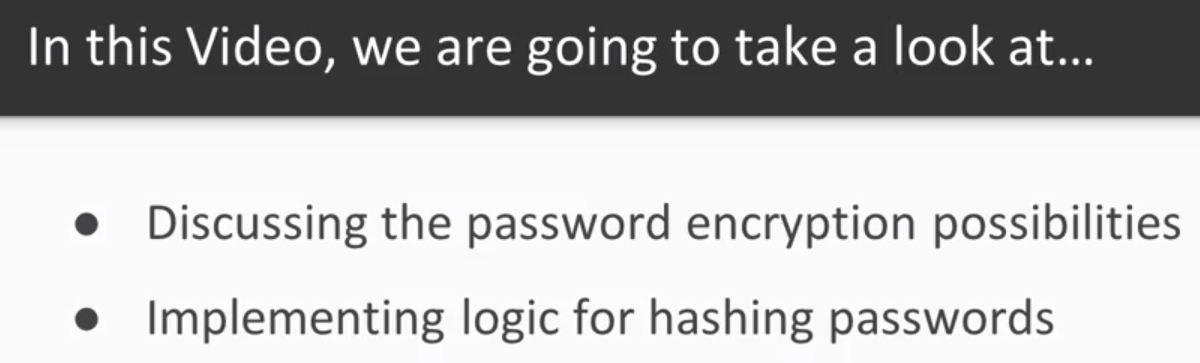 In this Video, we are going to take a look at...
● Discussing the password encryption possibilities
● Implementing logic for hashing passwords